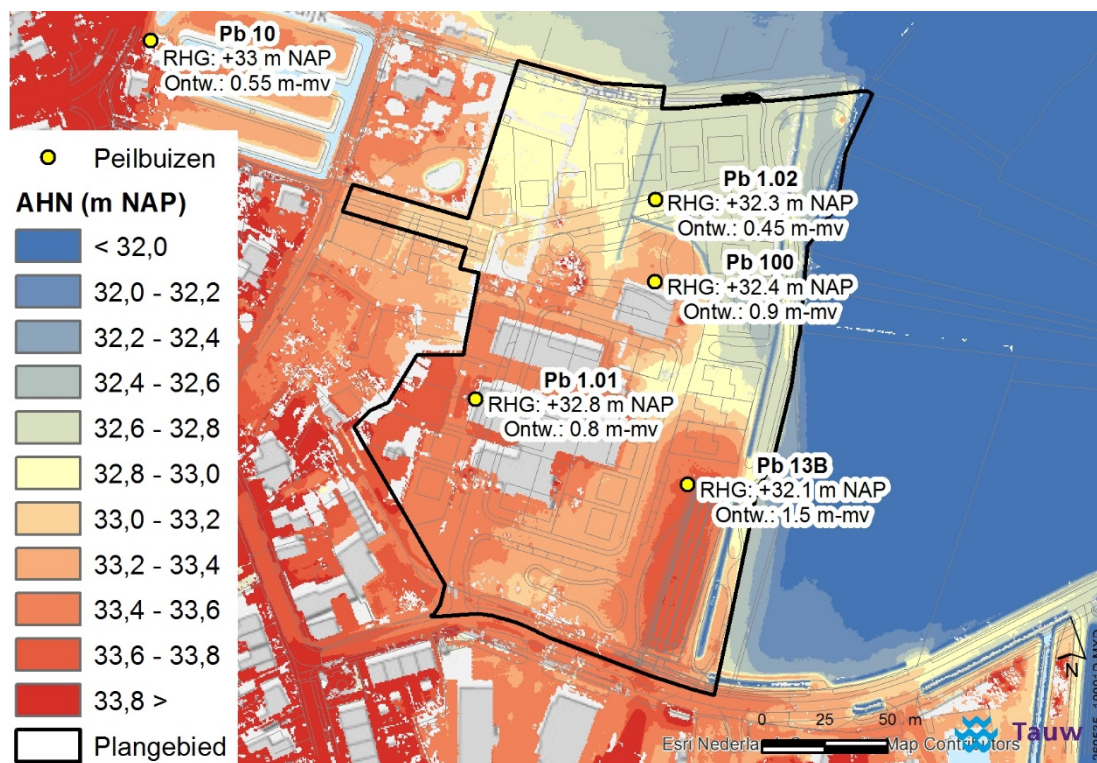 Pb 10
RHG: +33 m NAP
Ontw.: 0.55 m-mv
Peilbuizen
AHN (m NAP)
< 32,0
32,0 - 32,2
32,2 - 32,4
32,4 - 32,6
32,6 - 32,8
32,8 - 33,0
33,0 - 33,2
33,2 - 33,4
33,4 - 33,6
33,6 - 33,8
33,8 >
Plangebied
Pb 1.02
RHG: +32.3 m NAP
Ontw.: 0.45 m-mv
Pb 100
RHG: +32.4 m NAP
Ontw.: 0.9 m-mv
Pb 1.01
RHG: +32.8 m NAP
Ontw.: 0.8 m-mv
Pb 13B
RHG: +32.1 m NAP
Ontw.: 1.5 m-mv
N
0 25 50 m
Esri Nederland Map Contributors
Tauw